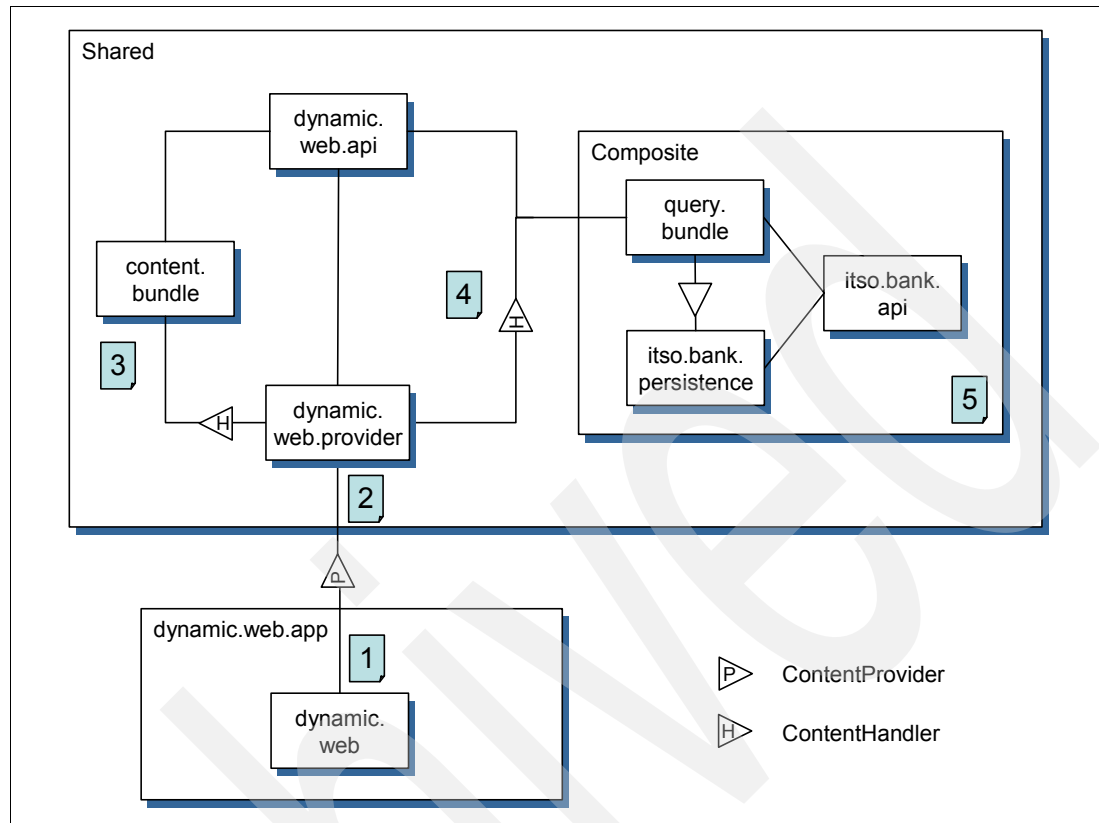 Shared
dynamic.
web.api
Composite
query.
bundle
content.
bundle
4
itso.bank.
api
H
3
itso.bank.
persistence
5
dynamic.
web.provider
H
2
P
dynamic.web.app
1
P
ContentProvider
dynamic.
web
H
ContentHandler